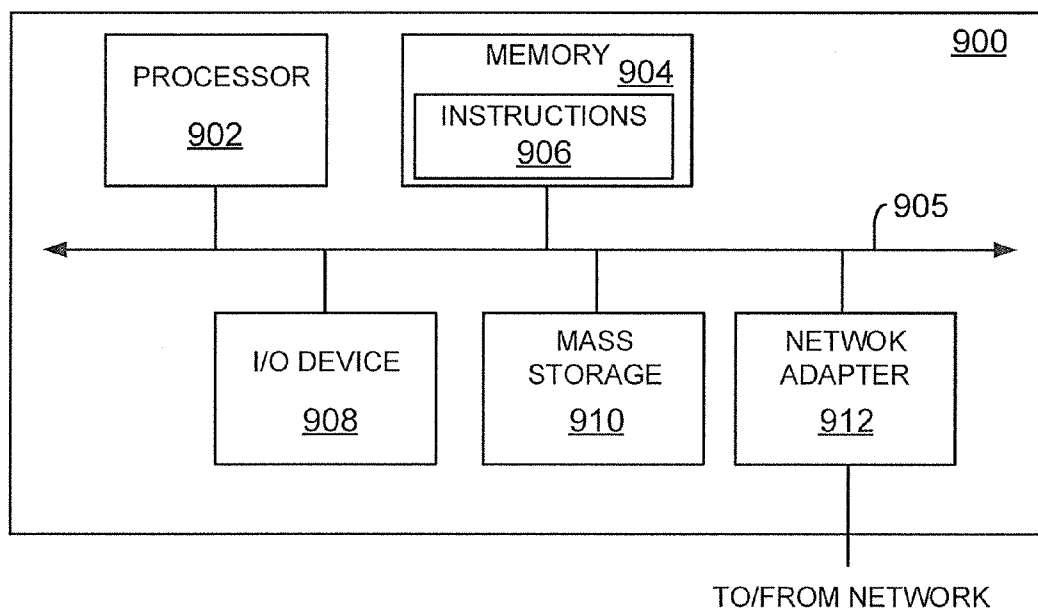 900
PROCESSOR
902
MEMORY
904
INSTRUCTIONS
906
905
I/O DEVICE
908
MASS
STORAGE
910
NETWOK
ADAPTER
912
TO/FROM NETWORK